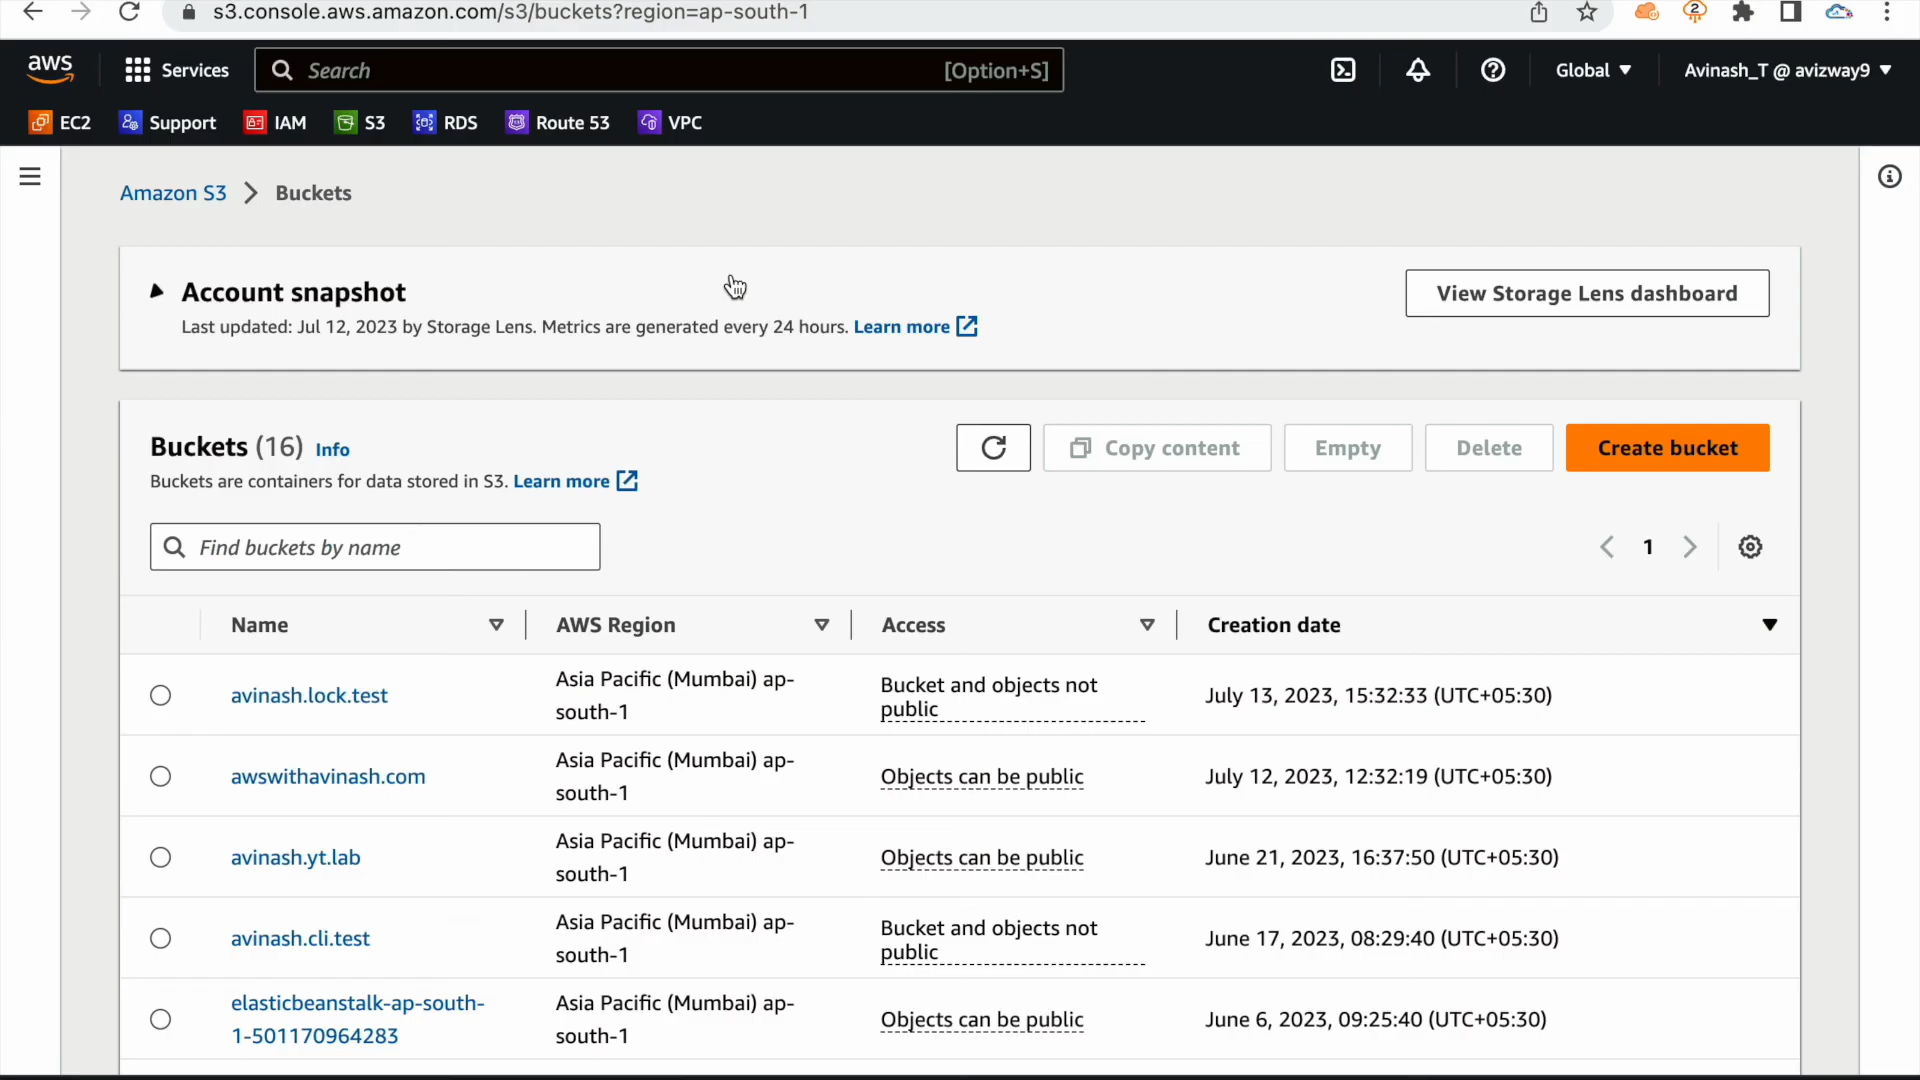 s3.console.aws.amazon.com/s3/buckets?region=ap-south-1
2
aws
Services
Search
[Option+S]
Global
Avinash_T @ avizway9
EC2
Support
IAM
S3
RDS
Route 53
VPC
Amazon S3
Buckets
Account snapshot
Last updated: Jul 12, 2023 by Storage Lens. Metrics are generated every 24 hours. Learn more
View Storage Lens dashboard
Buckets (16) Info
Buckets are containers for data stored in S3. Learn more
Copy content
Empty
Delete
Create bucket
Find buckets by name
1
Name
AWS Region
Access
Creation date
avinash.lock.test
Asia Pacific (Mumbai) ap-
south-1
Bucket and objects not
public
July 13, 2023, 15:32:33 (UTC+05:30)
awswithavinash.com
Asia Pacific (Mumbai) ap-
south-1
Objects can be public
July 12, 2023, 12:32:19 (UTC+05:30)
avinash.yt.lab
Asia Pacific (Mumbai) ap-
south-1
Objects can be public
June 21, 2023, 16:37:50 (UTC+05:30)
avinash.cli.test
Asia Pacific (Mumbai) ap-
south-1
Bucket and objects not
public
June 17, 2023, 08:29:40 (UTC+05:30)
elasticbeanstalk-ap-south-
1-501170964283
Asia Pacific (Mumbai) ap-
south-1
Objects can be public
June 6, 2023, 09:25:40 (UTC+05:30)